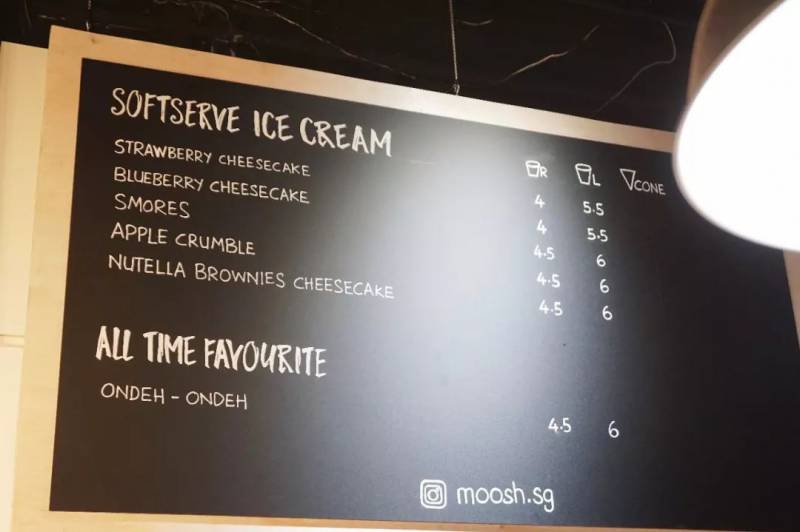 SOFTSERVE ICE CREAM
R L CONE
STRAWBERRY CHEESECAKE 4 5.5
BLUEBERRY CHEESECAKE 4 5.5
SMORES 4.5 6
APPLE CRUMBLE 4.5 6
NUTELLA BROWNIES CHEESECAKE 4.5 6
ALL TIME FAVOURITE
ONDEH - ONDEH 4.5 6
moosh.sg